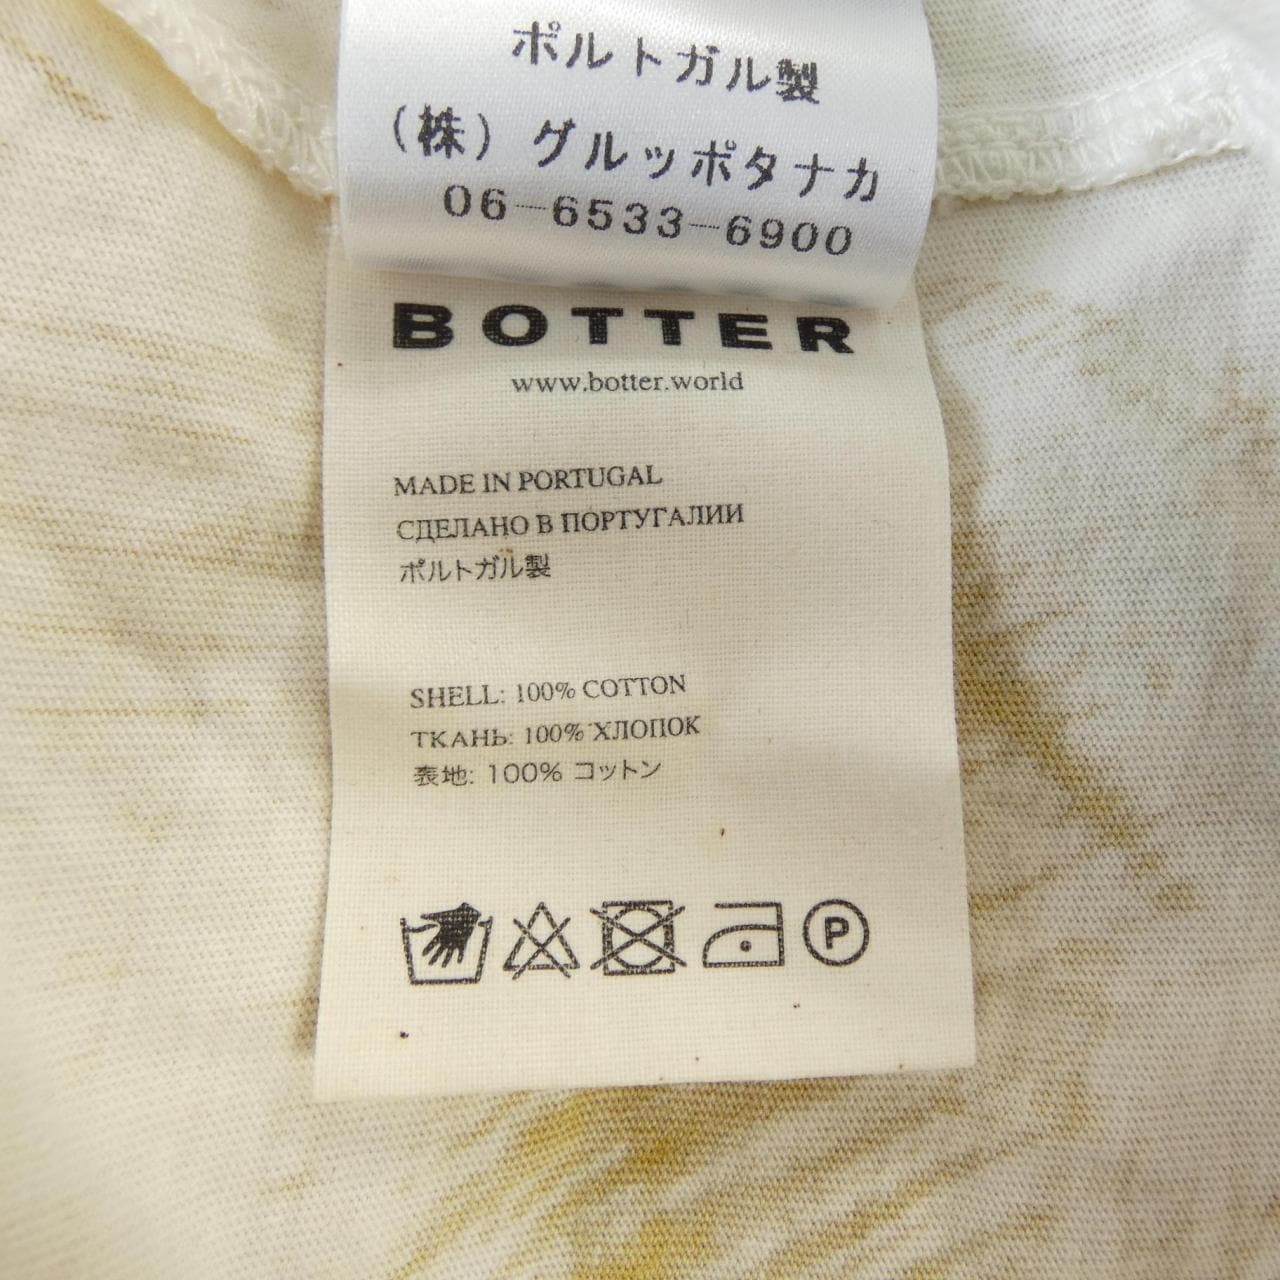 ポルトガル製
（株）グルッポタナカ
06-6533-6900
BOTTER
www.botter.world
MADE IN PORTUGAL
СДЕЛАНО В ПОРТУГАЛИИ
ポルトガル製
SHELL: 100% COTTON
ТКАНЬ: 100% ХЛОПОК
表地: 100% コットン
P